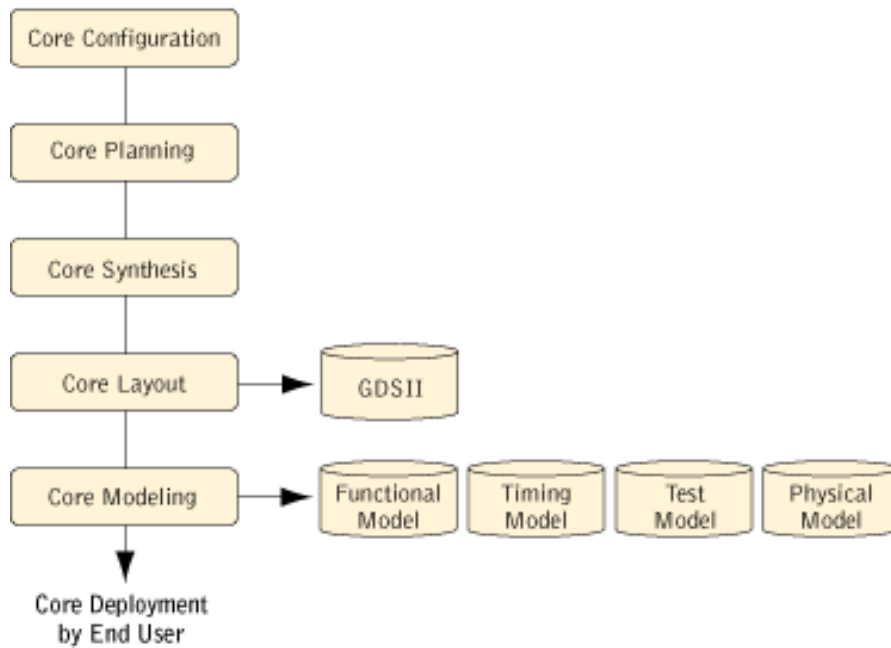 Core Configuration
Core Planning
Core Synthesis
Core Layout
GDSII
Core Modeling
Functional
Model
Timing
Model
Test
Model
Physical
Model
Core Deployment
by End User